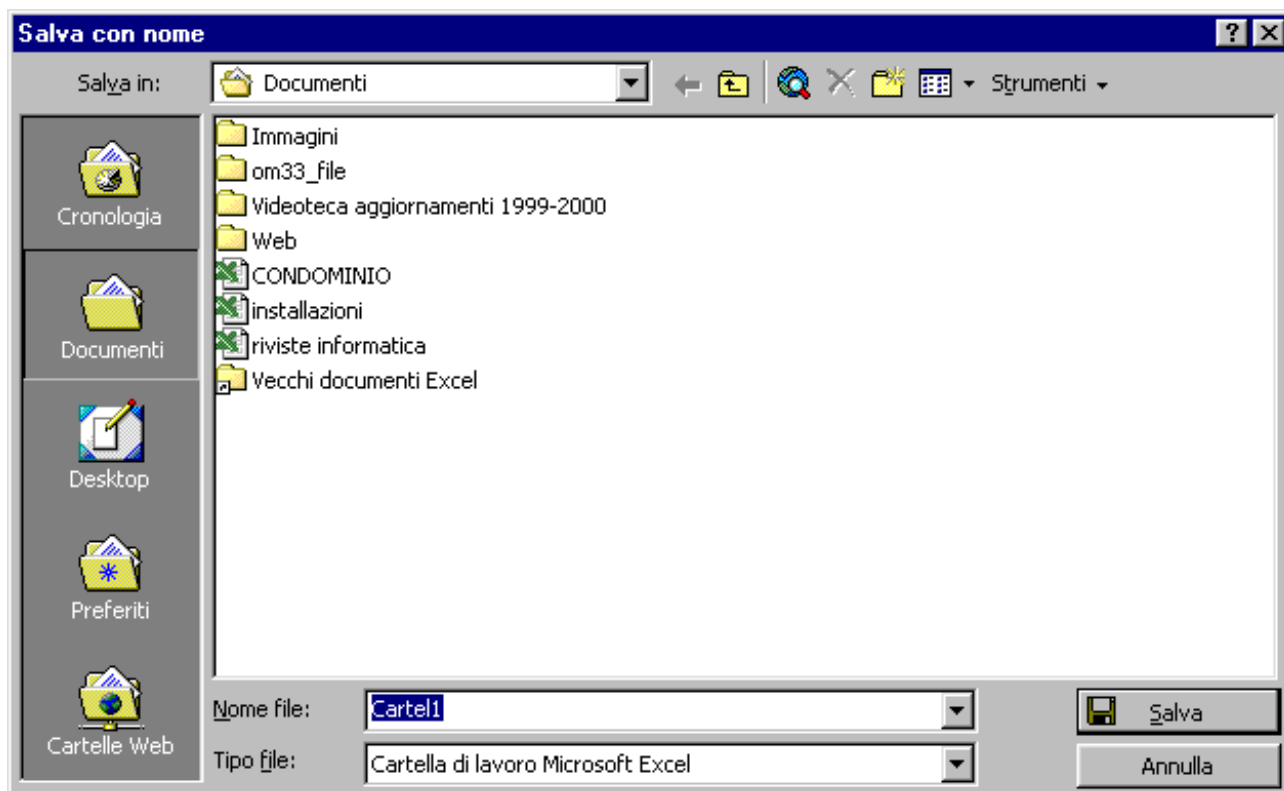 Salva con nome
Salva in: Documenti Strumenti
Cronologia
Documenti
Desktop
Preferiti
Cartelle Web
Immagini
om33_file
Videoteca aggiornamenti 1999-2000
Web
CONDOMINIO
installazioni
riviste informatica
Vecchi documenti Excel
Nome file: Cartel1 Salva
Tipo file: Cartella di lavoro Microsoft Excel Annulla